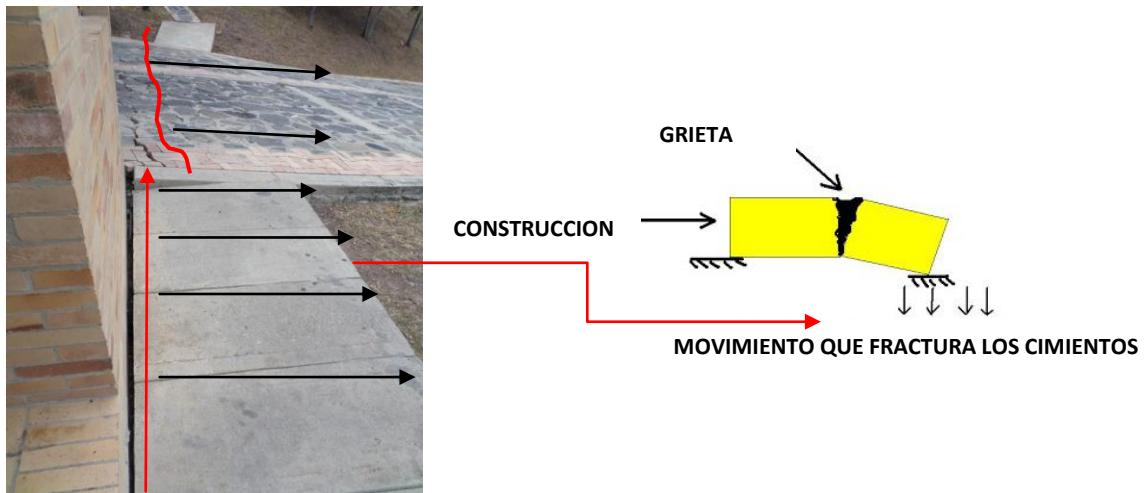 GRIETA
CONSTRUCCION
MOVIMIENTO QUE FRACTURA LOS CIMIENTOS